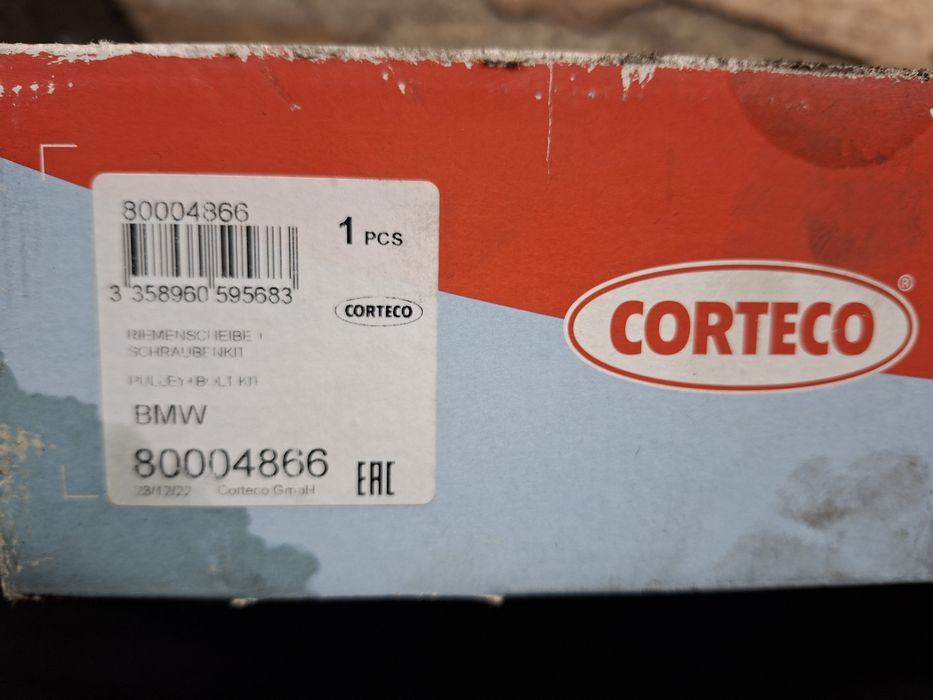 80004866
1 PCS
3 358960 595683
CORTECO
RIEMENSCHEIBE +
SCHRAUBENKIT
PULLEY+BOLT KIT
BMW
80004866
23/12/22 Corteco GmbH
EAC
CORTECO®